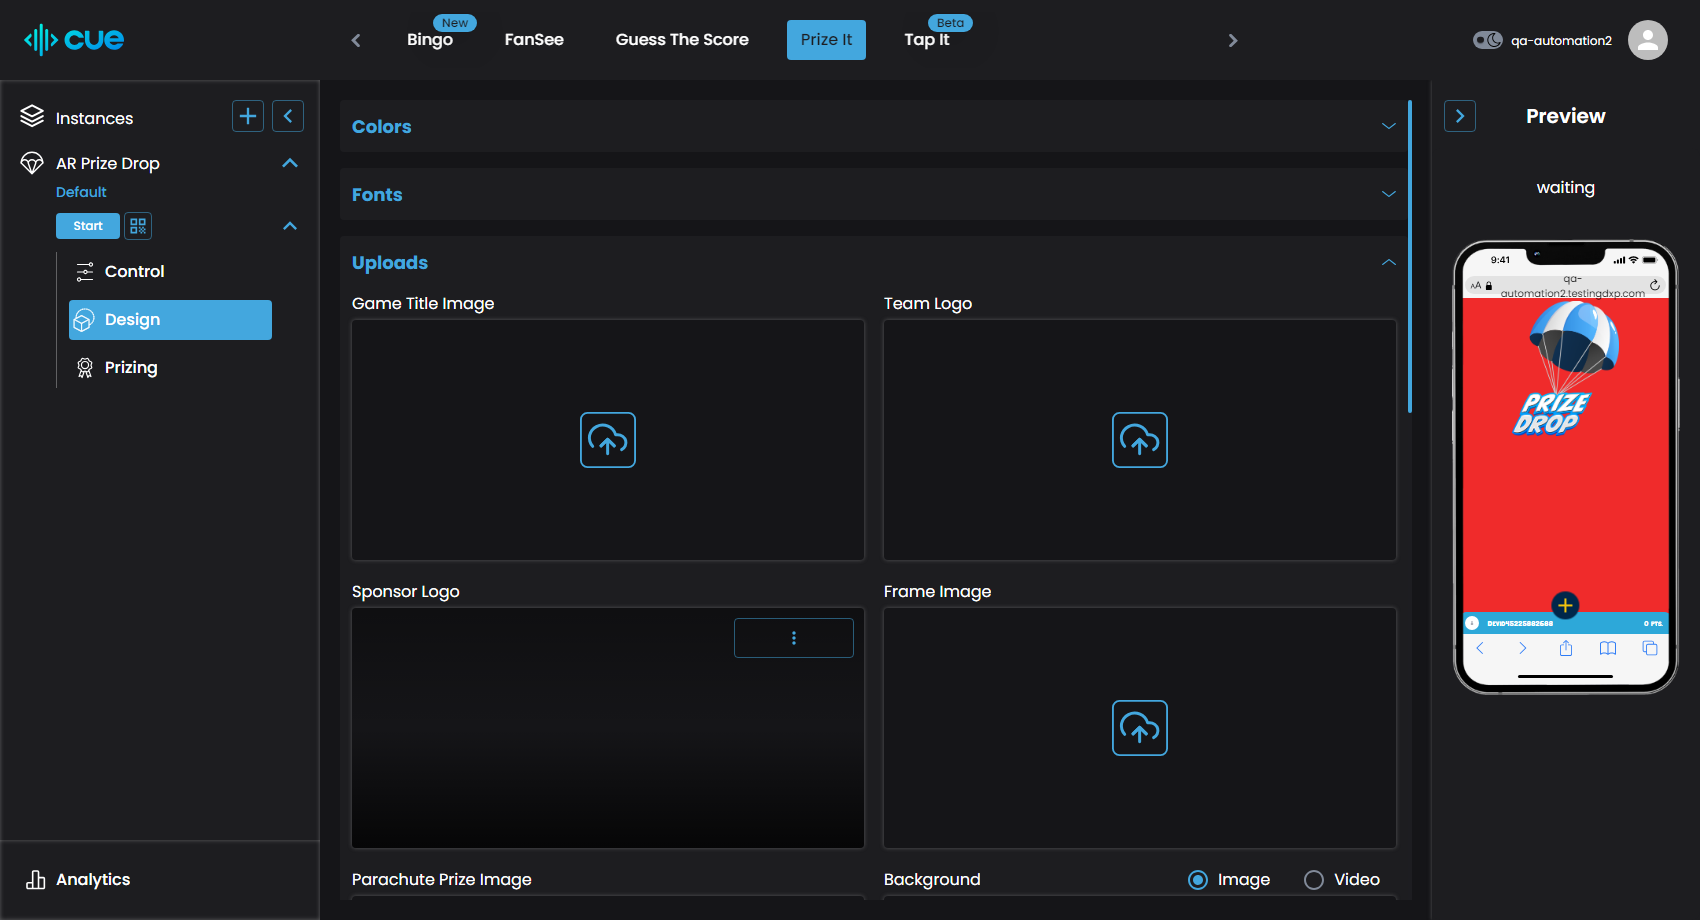 cue
New
Bingo
FanSee
Guess The Score
Prize It
Beta
Tap It
qa-automation2
Instances
AR Prize Drop
Default
Start
Control
Design
Prizing
Analytics
Colors
Fonts
Uploads
Game Title Image
Team Logo
Sponsor Logo
Frame Image
Parachute Prize Image
Background
Image
Video
Preview
waiting
9:41
AA
qa-
automation2.testingdxp.com
PRIZE
DROP
0 PTS.